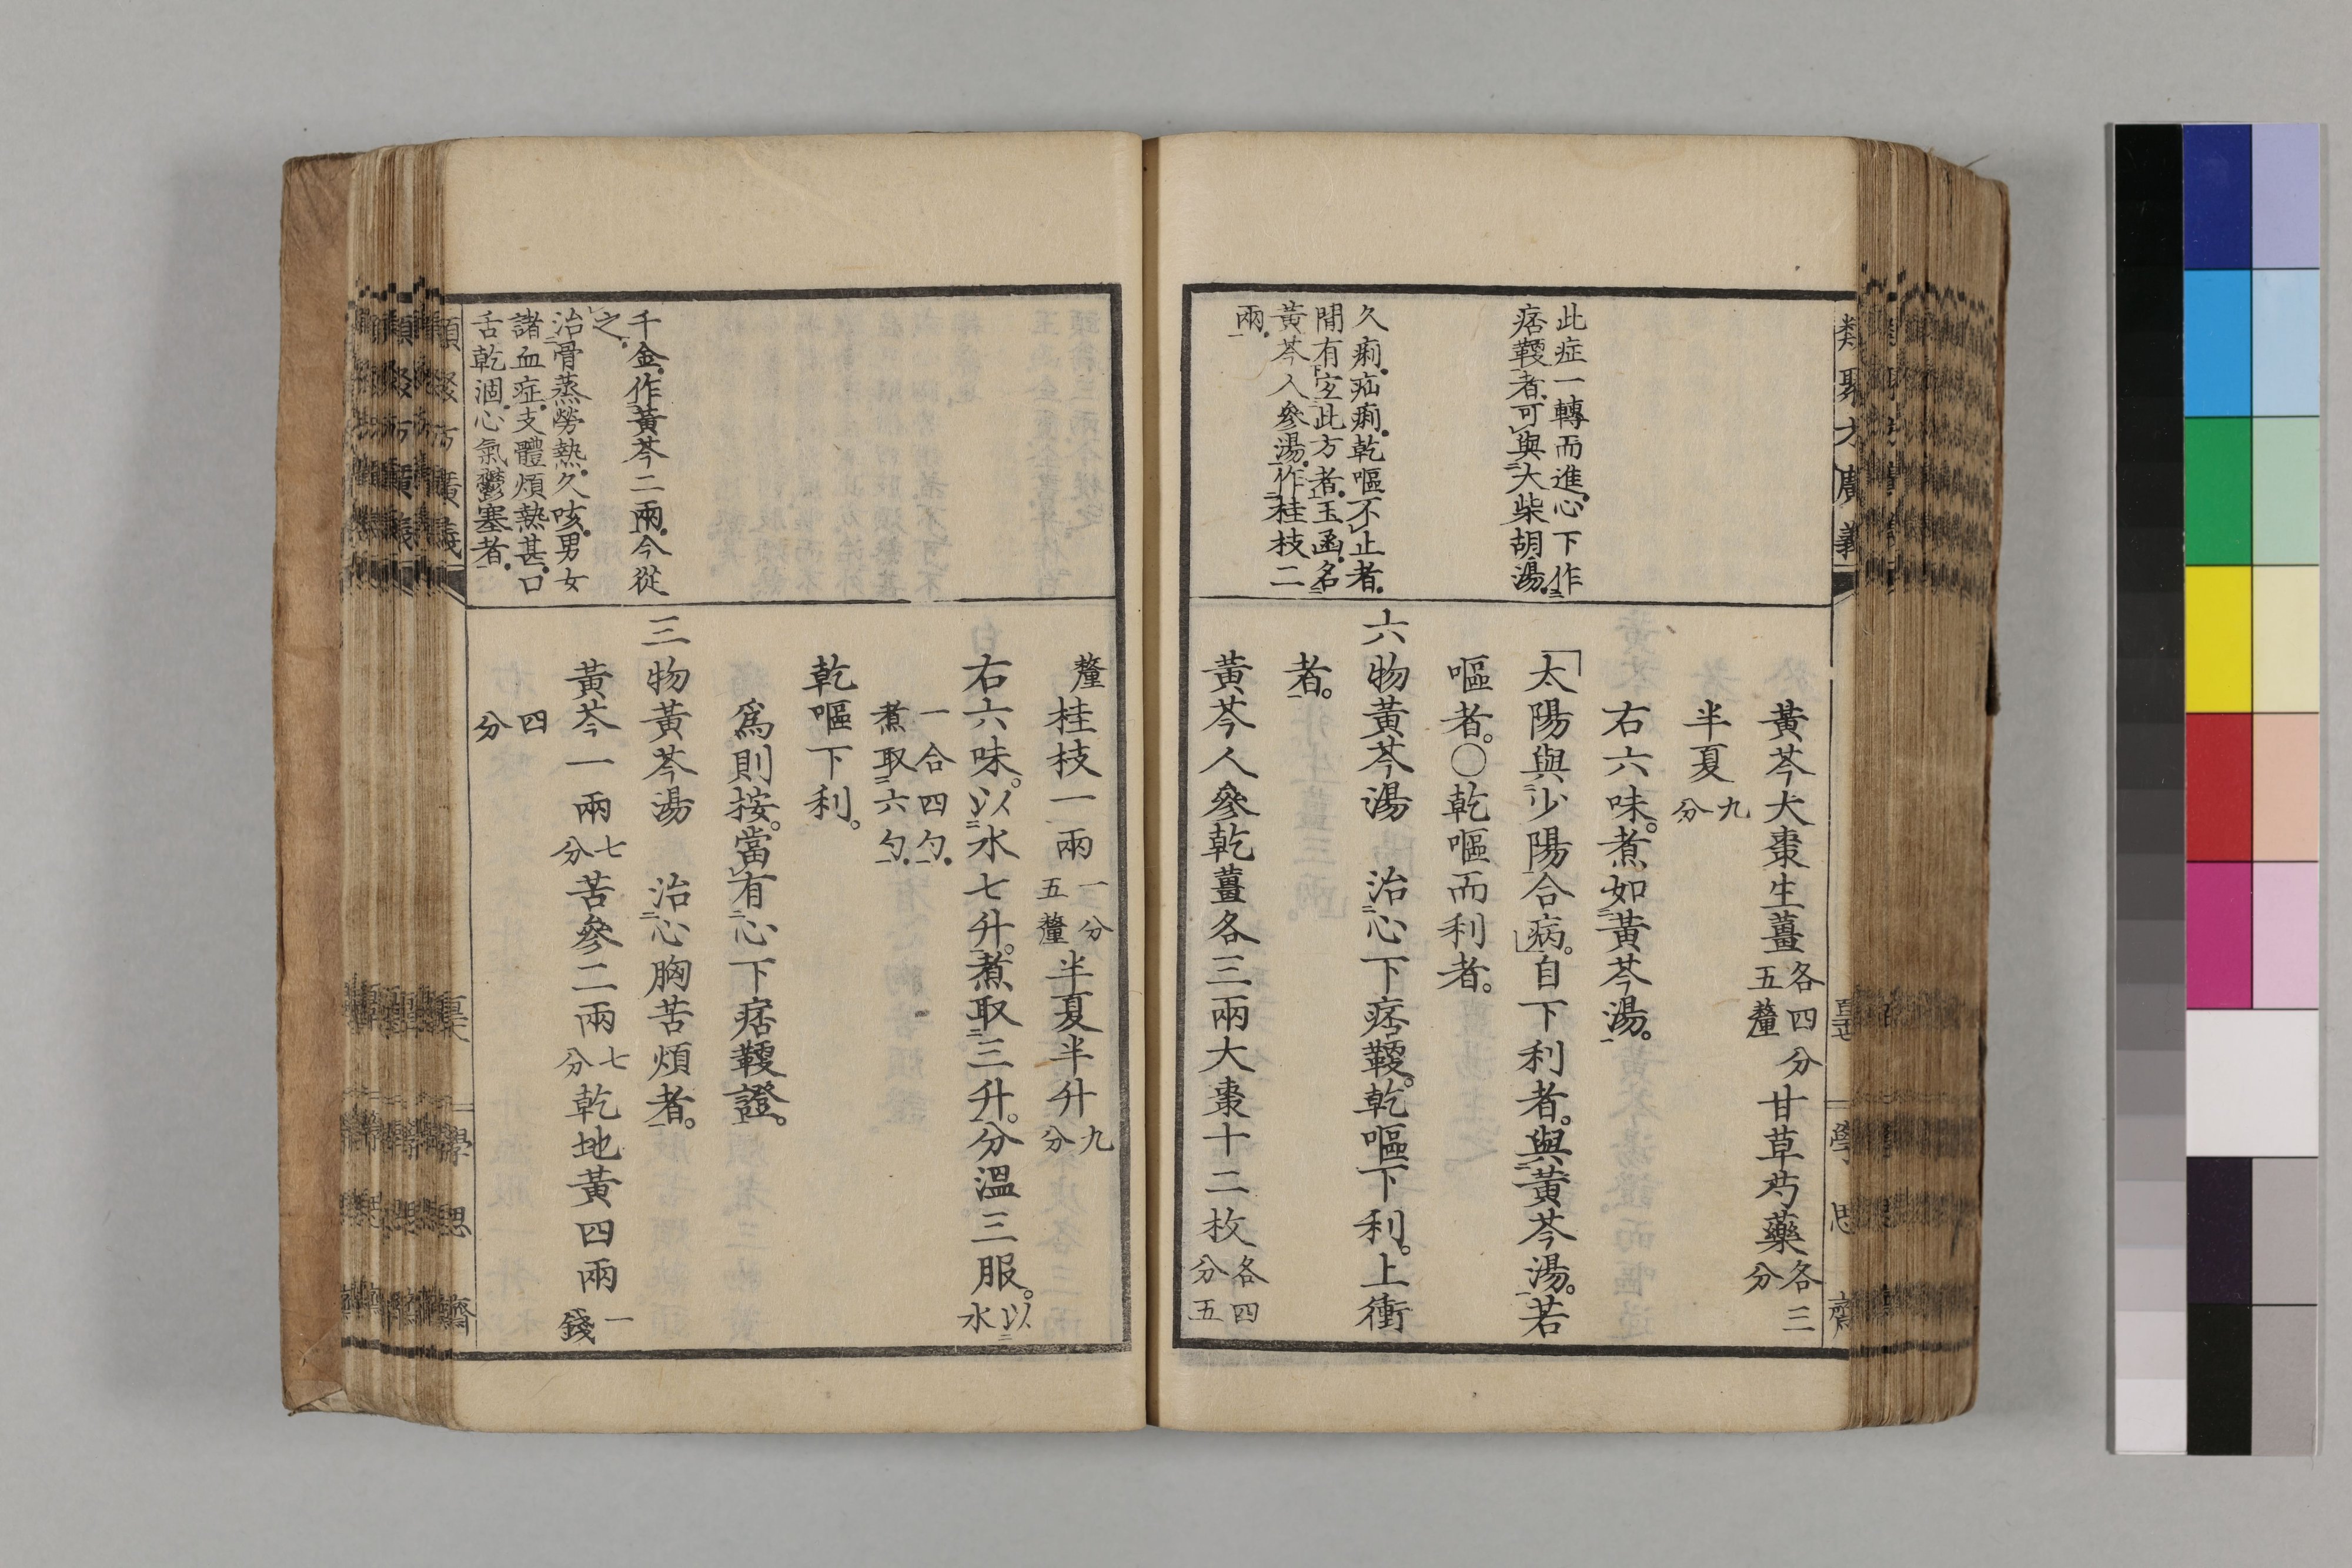 此症一轉而進心下作
痞鞕者可與大柴胡湯
久痢疝痢乾嘔不止者
間有宜此方者玉函名
黃芩人參湯作桂枝二
兩
黃芩大棗生薑各四分五釐甘草芍藥各三分
半夏九分
右六味。煮如黃芩湯。
「太陽與少陽合病」。自下利者。與黃芩湯。若
嘔者。○乾嘔而利者。
六物黃芩湯 治心下痞鞕。乾嘔下利。上衝
者。
黃芩人參乾薑各三兩大棗十二枚各四分五
千金作黃芩二兩今從
之
治骨蒸勞熱久咳男女
諸血症支體煩熱甚口
舌乾涸心氣鬱塞者
釐桂枝一兩一分五釐半夏半升九分
右六味。以水七升。煮取三升。分溫三服。以水
一合四勺煮取六勺
乾嘔下利。
爲則按。當有心下痞鞕證。
三物黃芩湯 治心胸苦煩者。
黃芩一兩七分苦參二兩七分乾地黃四兩一錢
四分
類聚方廣義
學思齋